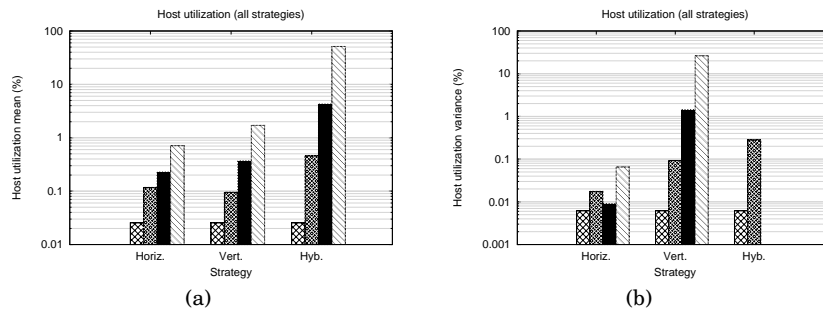 Host utilization (all strategies)
Host utilization mean (%)
100
10
1
0.1
0.01
Horiz. Vert. Hyb.
Strategy
(a)
Host utilization (all strategies)
Host utilization variance (%)
100
10
1
0.1
0.01
0.001
Horiz. Vert. Hyb.
Strategy
(b)